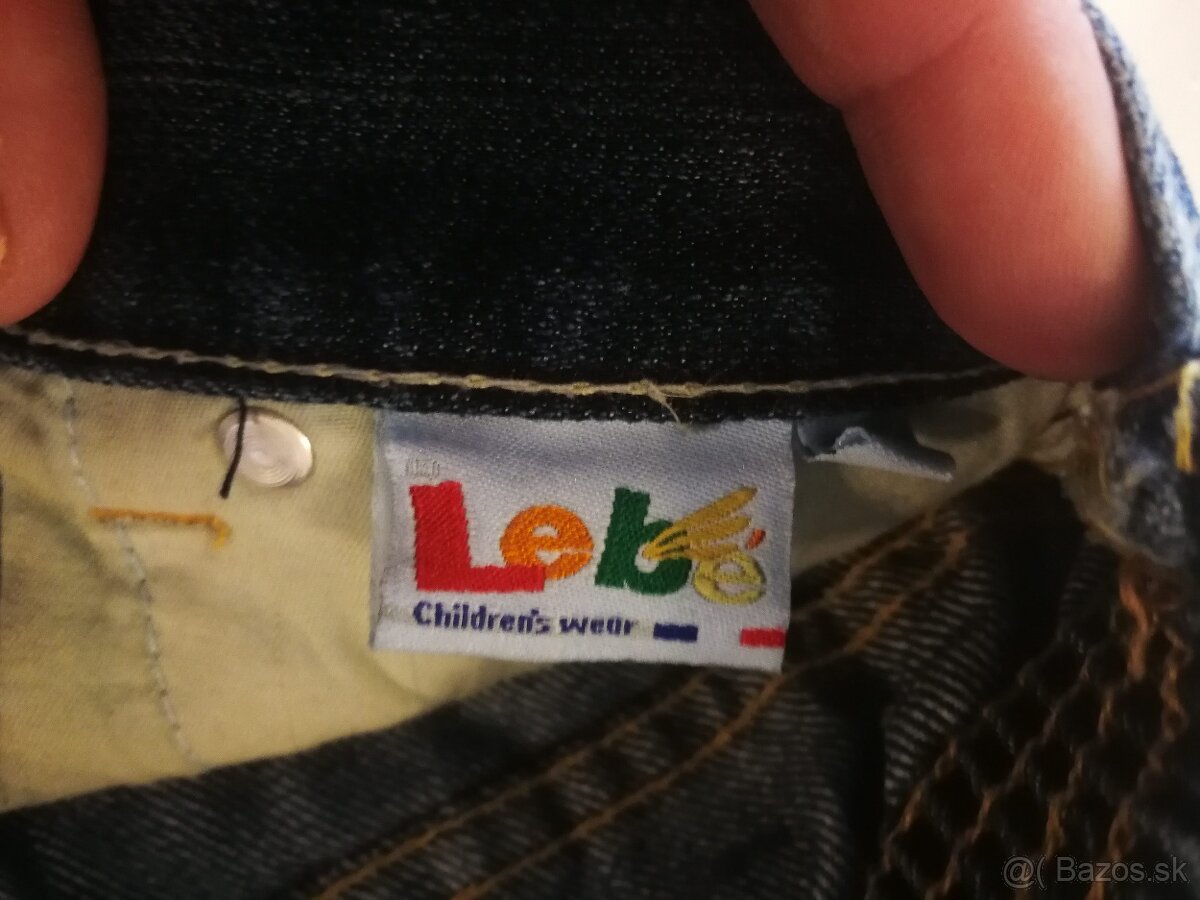 Lebé
Children's wear
@( Bazos.sk